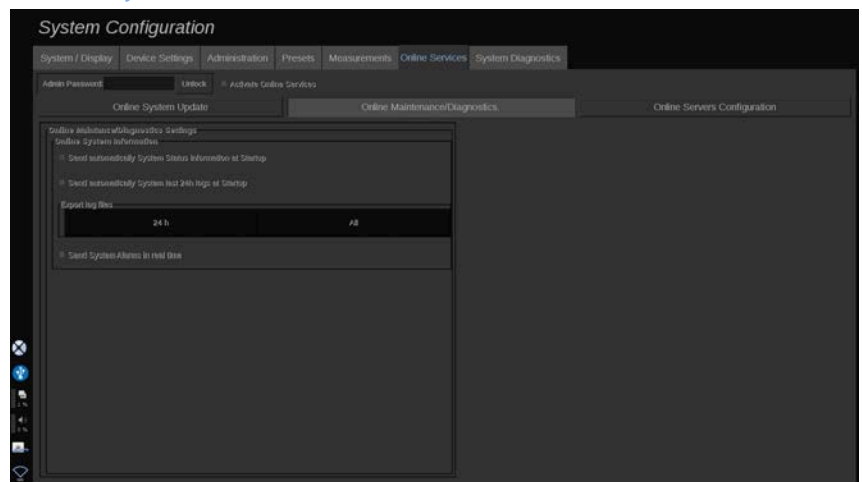 System Configuration
System / Display Device Settings Administration Presets Measurements Online Services System Diagnostics
Admin Password: Unlock Activate Online Services
Online System Update Online Maintenance/Diagnostics Online Servers Configuration
Online System Information
Send automatically System Status Information at Startup
Send automatically System last 24h logs at Startup
Export log files
24 h All
Send System Alarms in real time